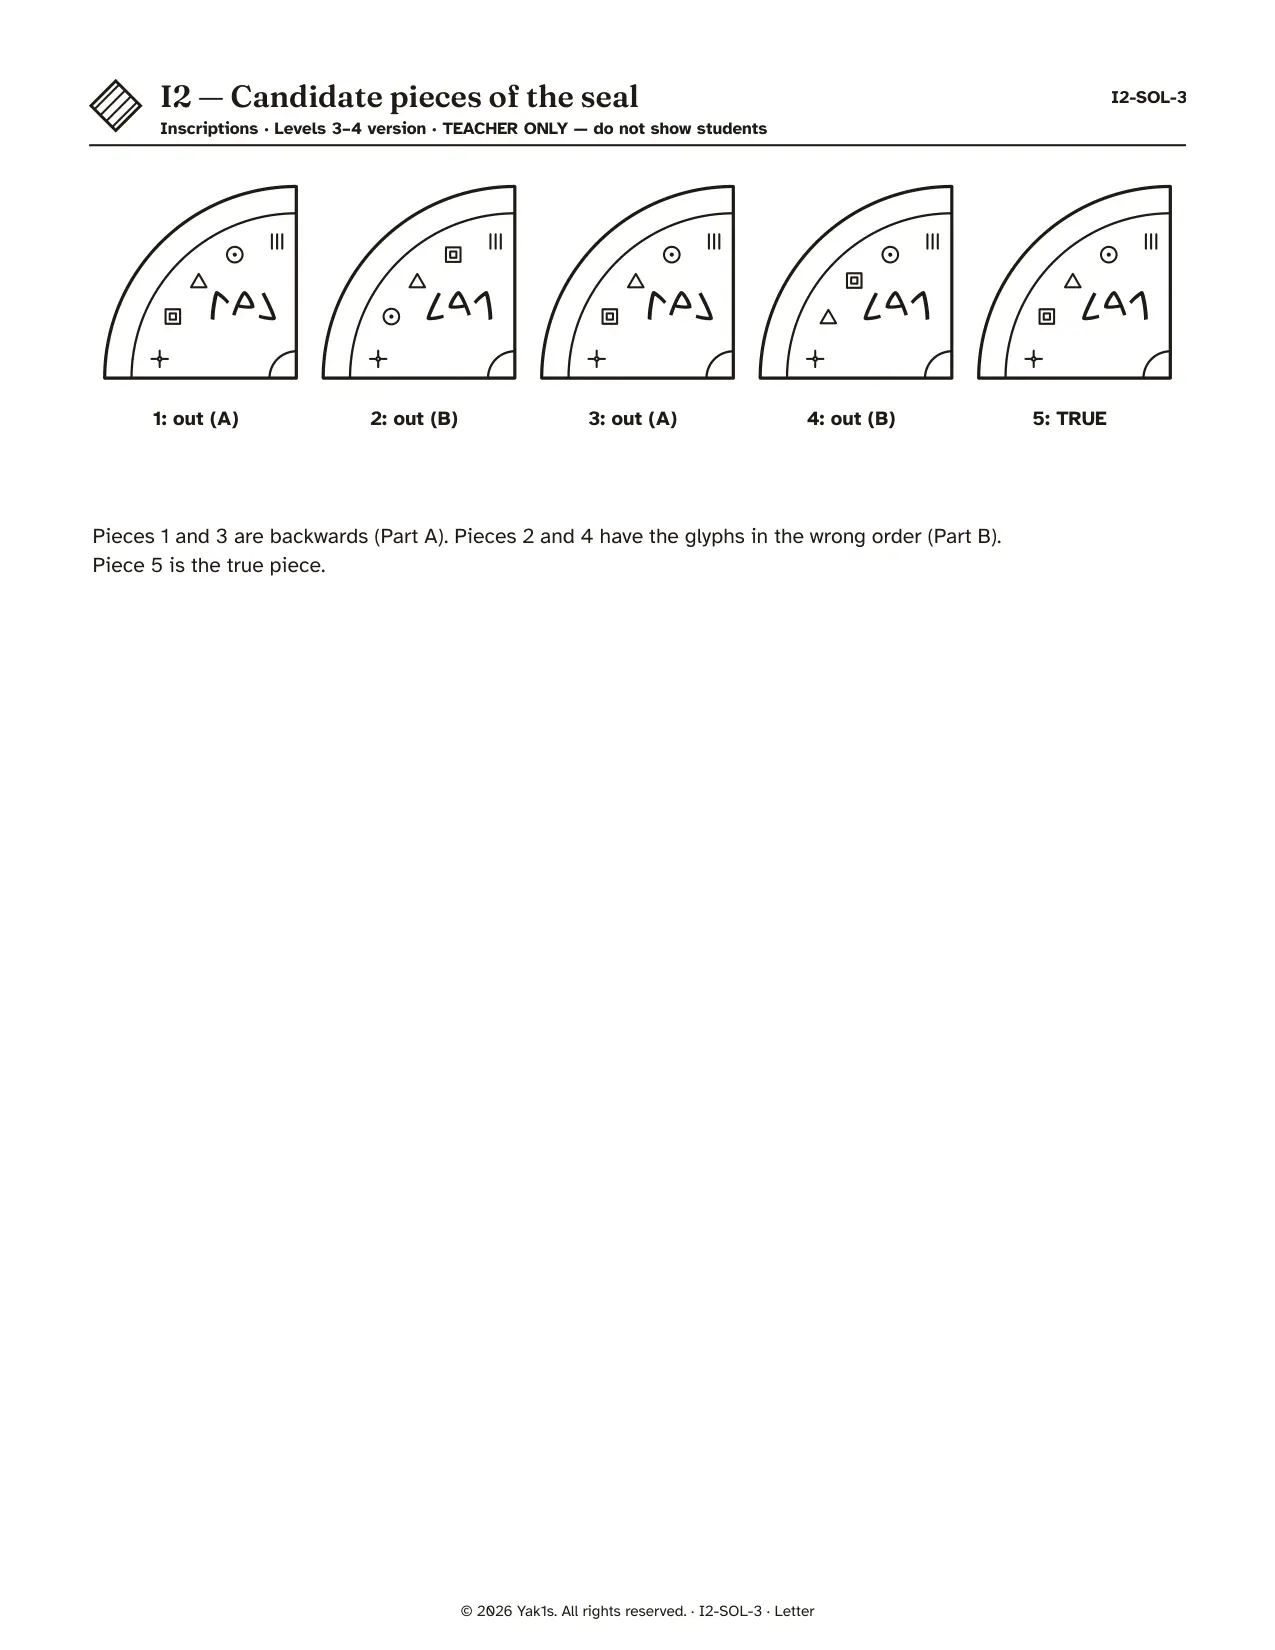 I2 — Candidate pieces of the seal
I2-SOL-3
Inscriptions · Levels 3–4 version · TEACHER ONLY — do not show students
1: out (A)
2: out (B)
3: out (A)
4: out (B)
5: TRUE
Pieces 1 and 3 are backwards (Part A). Pieces 2 and 4 have the glyphs in the wrong order (Part B).
Piece 5 is the true piece.
© 2026 Yak1s. All rights reserved. · I2-SOL-3 · Letter